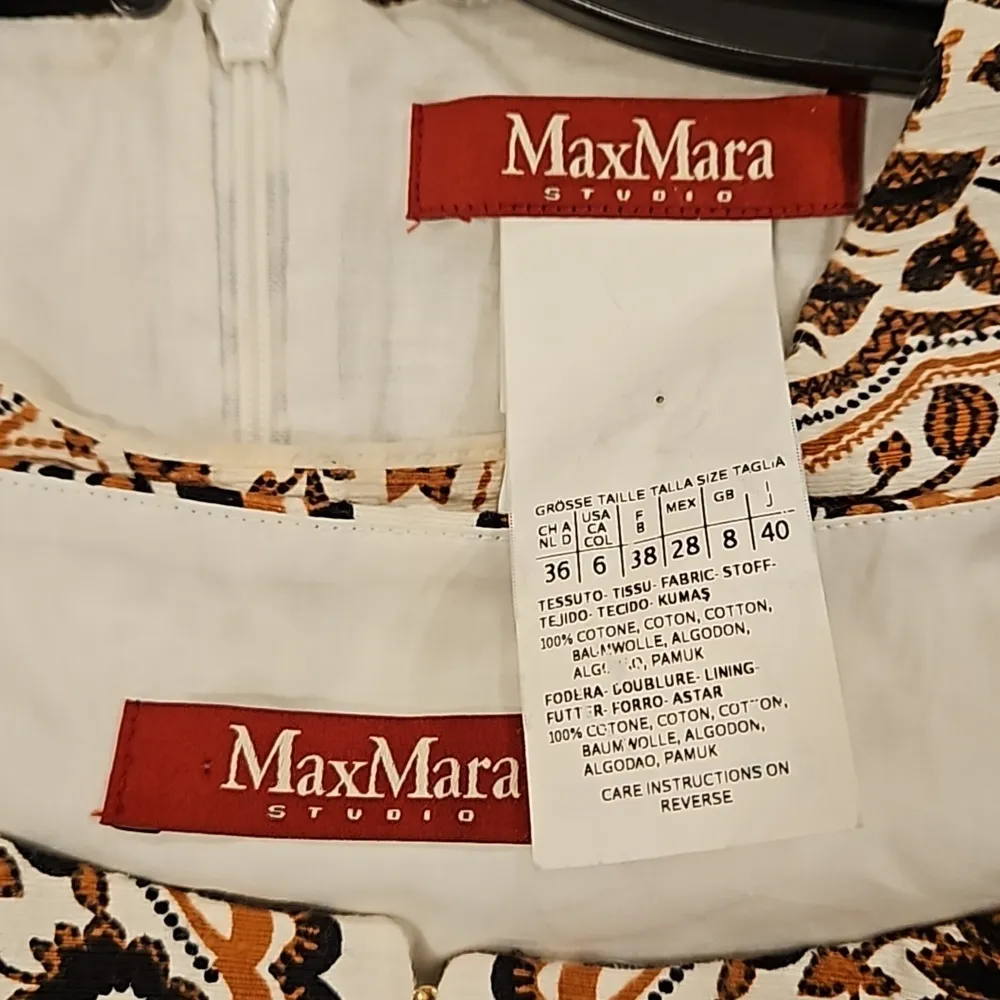 MaxMara
STUDIO
GRÖSSE TAILLE TALLA SIZE TAGLIA
CH A USA F MEX GB I
NL D CA B J
COL
36 6 38 28 8 40
TESSUTO- TISSU- FABRIC- STOFF-
TEJIDO- TECIDO- KUMAŞ
100% COTONE, COTON, COTTON,
BAUMWOLLE, ALGODON,
PAMUK
FODERA- DOUBLURE- LINING-
FUTTER- FORRO- ASTAR
100% COTONE, COTON, COTTON,
BAUMWOLLE, ALGODON,
ALGODAO, PAMUK
CARE INSTRUCTIONS ON
REVERSE
MaxMara
STUDIO